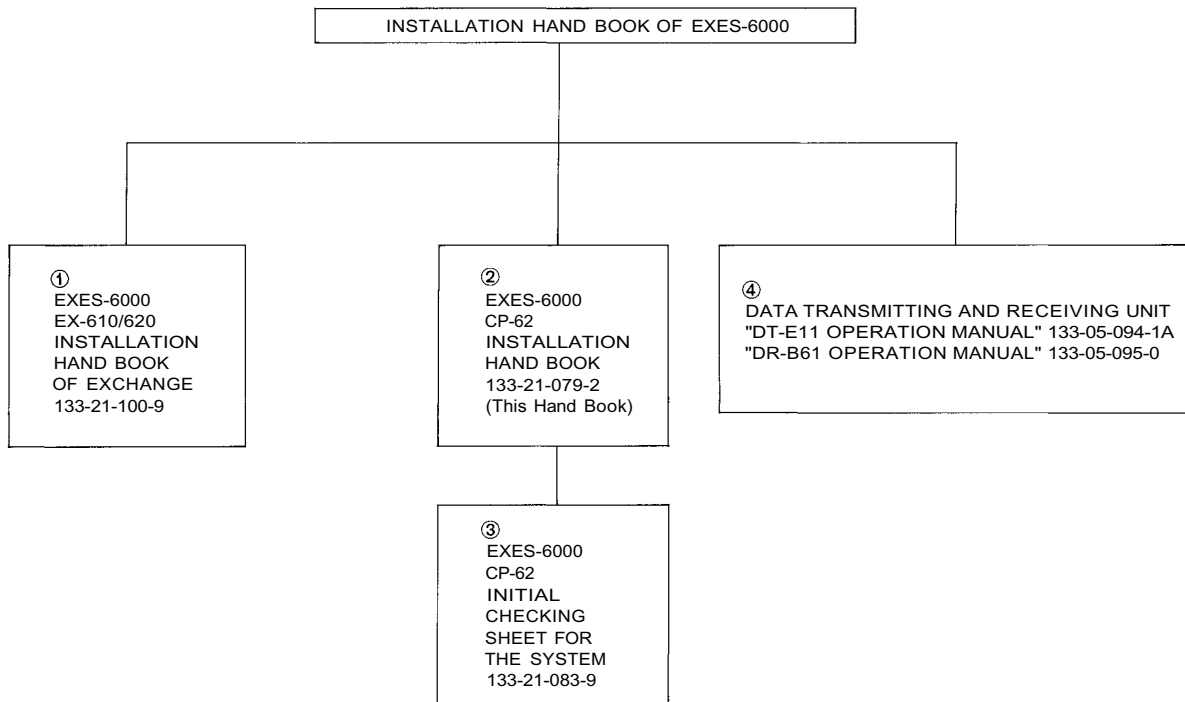 INSTALLATION HAND BOOK OF EXES-6000
①
EXES-6000
EX-610/620
INSTALLATION
HAND BOOK
OF EXCHANGE
133-21-100-9
②
EXES-6000
CP-62
INSTALLATION
HAND BOOK
133-21-079-2
(This Hand Book)
④
DATA TRANSMITTING AND RECEIVING UNIT
"DT-E11 OPERATION MANUAL" 133-05-094-1A
"DR-B61 OPERATION MANUAL" 133-05-095-0
③
EXES-6000
CP-62
INITIAL
CHECKING
SHEET FOR
THE SYSTEM
133-21-083-9